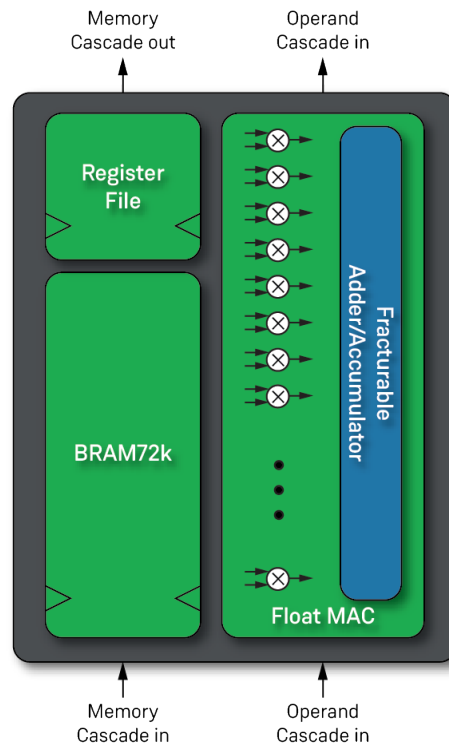 Memory
Cascade out
Operand
Cascade in
Register
File
BRAM72k
Fracturable
Adder/Accumulator
Float MAC
Memory
Cascade in
Operand
Cascade in